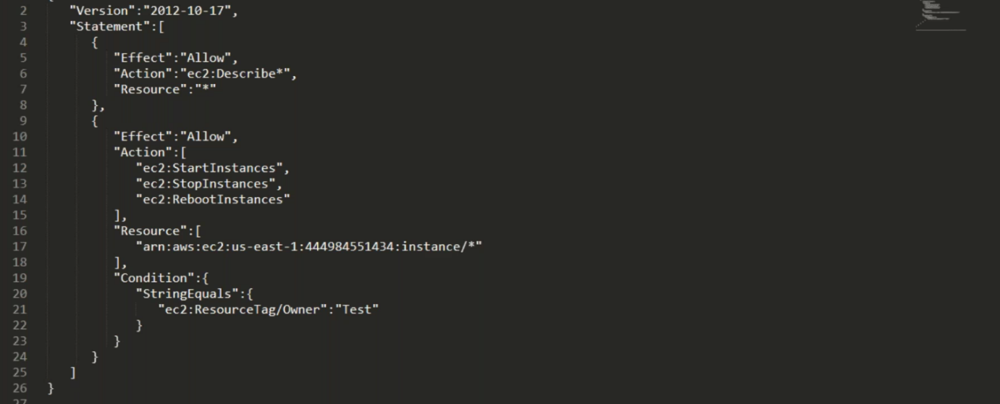 2 "Version":"2012-10-17",
3 "Statement":[
4 {
5 "Effect":"Allow",
6 "Action":"ec2:Describe*",
7 "Resource":"*"
8 },
9 {
10 "Effect":"Allow",
11 "Action":[
12 "ec2:StartInstances",
13 "ec2:StopInstances",
14 "ec2:RebootInstances"
15 ],
16 "Resource":[
17 "arn:aws:ec2:us-east-1:444984551434:instance/*"
18 ],
19 "Condition":{
20 "StringEquals":{
21 "ec2:ResourceTag/Owner":"Test"
22 }
23 }
24 }
25 ]
26 }
27